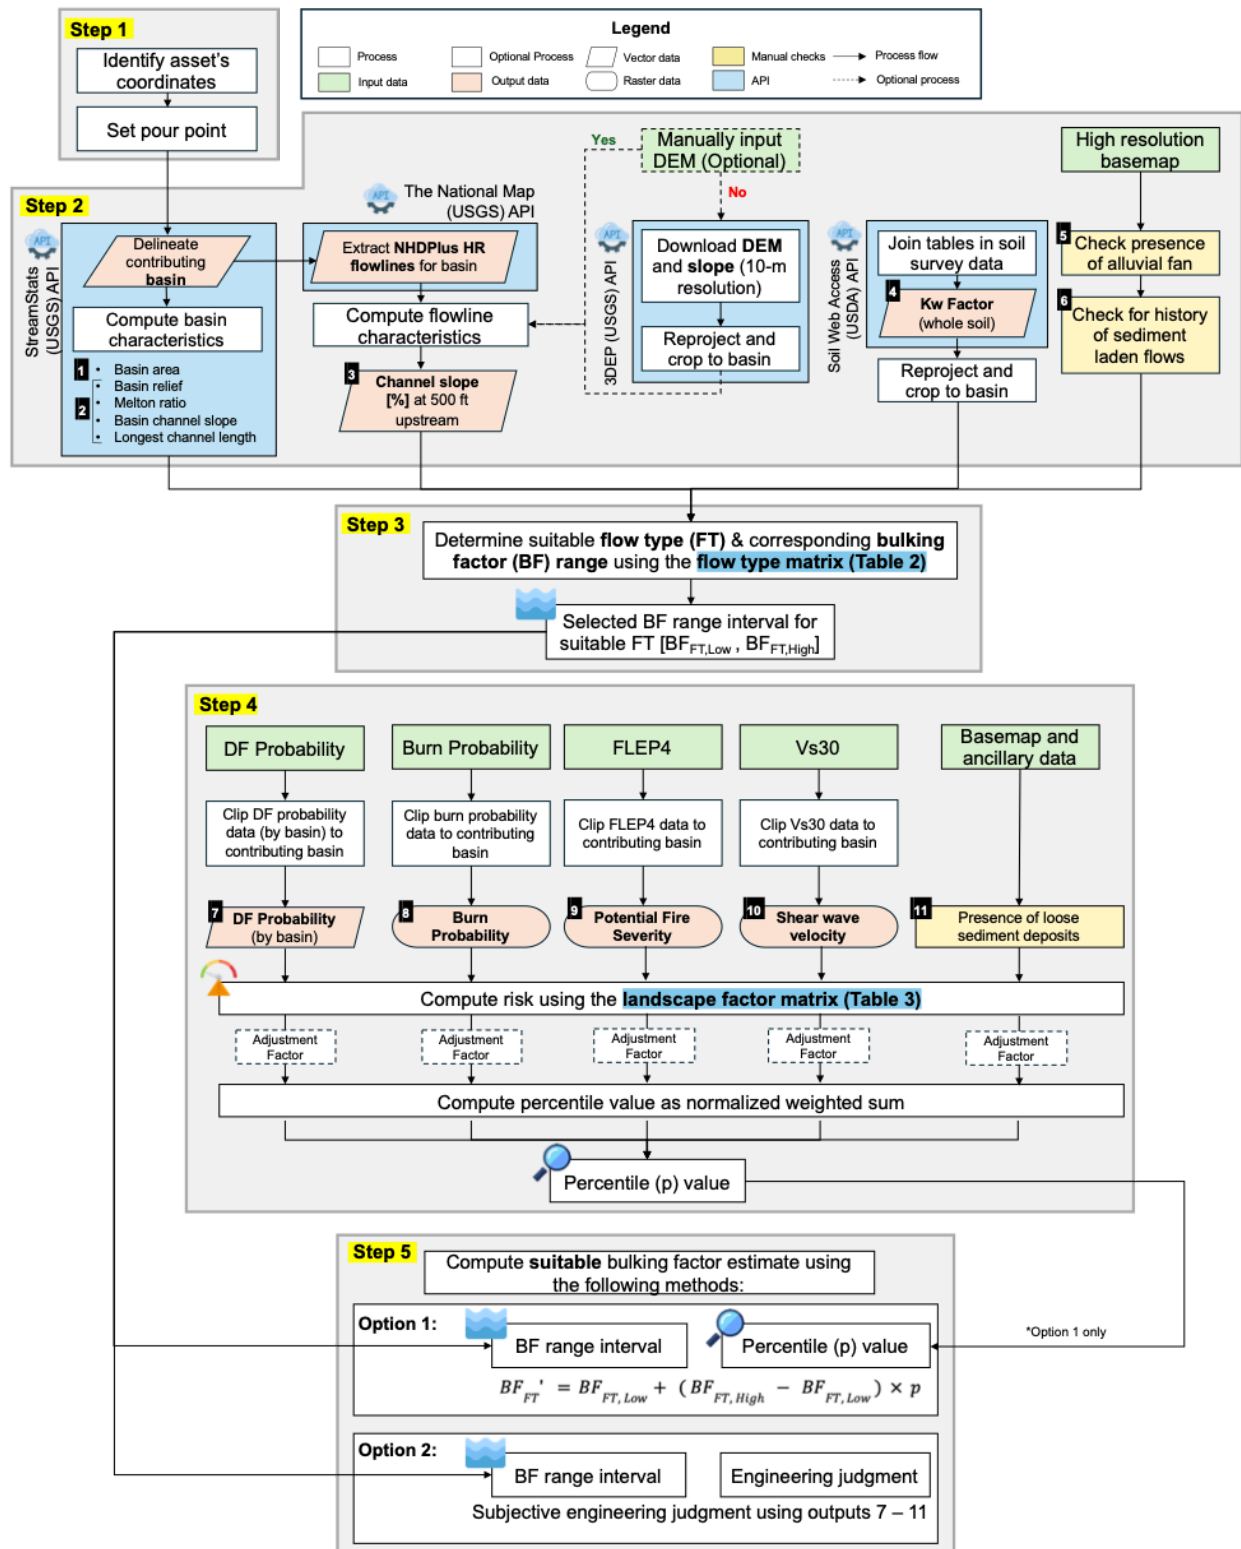 Step 1
Identify asset's
coordinates
Set pour point
Legend
Process
Optional Process
Vector data
Manual checks
Process flow
Input data
Output data
Raster data
API
Optional process
Step 2
API
StreamStats
(USGS) API
Delineate
contributing
basin
Compute basin
characteristics
1
• Basin area
• Basin relief
2
• Melton ratio
• Basin channel slope
• Longest channel length
API
The National Map
(USGS) API
Extract NHDPlus HR
flowlines for basin
Compute flowline
characteristics
3
Channel slope
[%] at 500 ft
upstream
Yes
Manually input
DEM (Optional)
No
API
3DEP (USGS) API
Download DEM
and slope (10-m
resolution)
Reproject and
crop to basin
API
Soil Web Access
(USDA) API
Join tables in soil
survey data
4
Kw Factor
(whole soil)
Reproject and
crop to basin
High resolution
basemap
5
Check presence
of alluvial fan
6
Check for history
of sediment
laden flows
Step 3
Determine suitable flow type (FT) & corresponding bulking
factor (BF) range using the flow type matrix (Table 2)
Selected BF range interval for
suitable FT [BF_FT,Low , BF_FT,High]
Step 4
DF Probability
Burn Probability
FLEP4
Vs30
Basemap and
ancillary data
Clip DF probability
data (by basin) to
contributing basin
Clip burn probability
data to contributing
basin
Clip FLEP4 data to
contributing basin
Clip Vs30 data to
contributing basin
7
DF Probability
(by basin)
8
Burn
Probability
9
Potential Fire
Severity
10
Shear wave
velocity
11
Presence of loose
sediment deposits
Compute risk using the landscape factor matrix (Table 3)
Adjustment
Factor
Adjustment
Factor
Adjustment
Factor
Adjustment
Factor
Adjustment
Factor
Compute percentile value as normalized weighted sum
Percentile (p) value
Step 5
Compute suitable bulking factor estimate using
the following methods:
Option 1:
BF range interval
Percentile (p) value
*Option 1 only
BF_FT' = BF_FT, Low + (BF_FT, High − BF_FT, Low) × p
Option 2:
BF range interval
Engineering judgment
Subjective engineering judgment using outputs 7 – 11